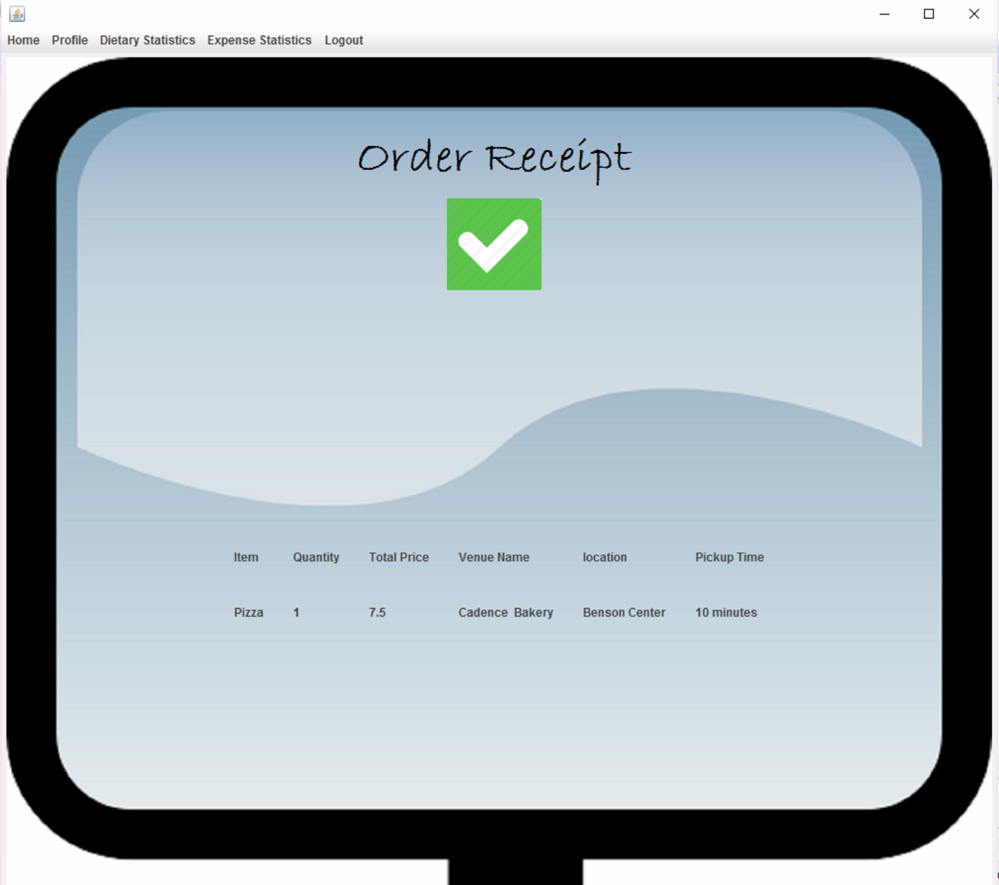 Home Profile Dietary Statistics Expense Statistics Logout
Order Receipt
Item Quantity Total Price Venue Name location Pickup Time
Pizza 1 7.5 Cadence Bakery Benson Center 10 minutes